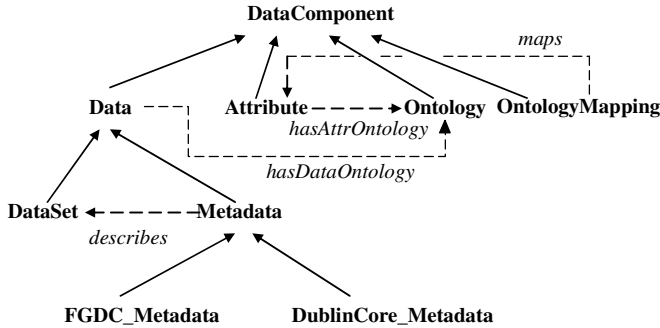 DataComponent
maps
Data Attribute Ontology OntologyMapping
hasAttrOntology
hasDataOntology
DataSet Metadata
describes
FGDC_Metadata DublinCore_Metadata